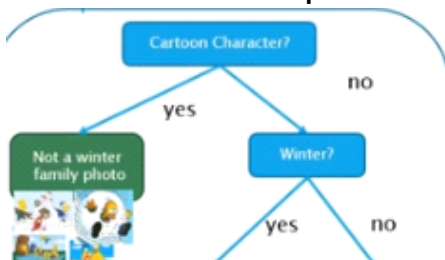 Cartoon Character?
no
yes
Not a winter
family photo
Winter?
yes
no